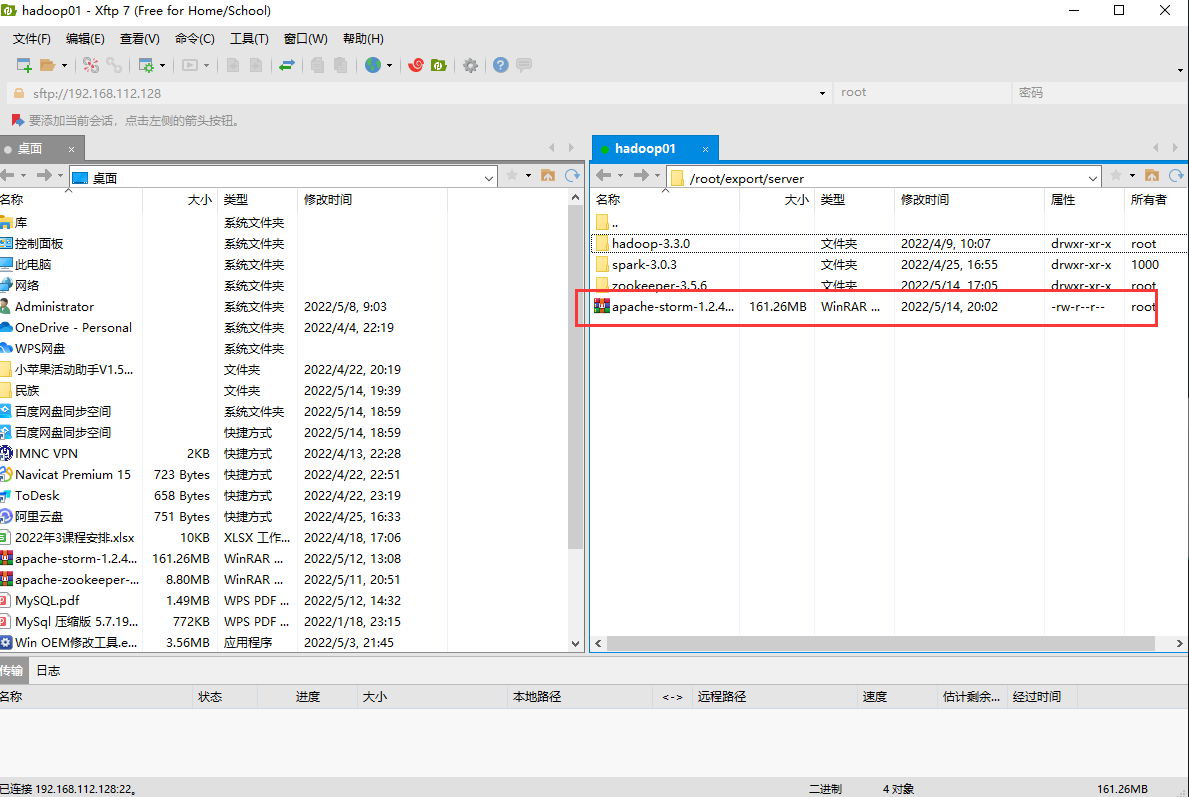 hadoop01 - Xftp 7 (Free for Home/School)
文件(F) 编辑(E) 查看(V) 命令(C) 工具(T) 窗口(W) 帮助(H)
sftp://192.168.112.128 root 密码
要添加当前会话，点击左侧的箭头按钮。
桌面 × hadoop01 ×
桌面 /root/export/server
名称 大小 类型 修改时间
库 系统文件夹
控制面板 系统文件夹
此电脑 系统文件夹
网络 系统文件夹
Administrator 系统文件夹 2022/5/8, 9:03
OneDrive - Personal 系统文件夹 2022/4/4, 22:19
WPS网盘 系统文件夹
小苹果活动助手V1.5... 文件夹 2022/4/22, 20:19
民族 文件夹 2022/5/14, 19:39
百度网盘同步空间 系统文件夹 2022/5/14, 18:59
百度网盘同步空间 快捷方式 2022/5/14, 18:59
IMNC VPN 2KB 快捷方式 2022/4/13, 22:28
Navicat Premium 15 723 Bytes 快捷方式 2022/4/22, 22:51
ToDesk 658 Bytes 快捷方式 2022/4/22, 23:19
阿里云盘 751 Bytes 快捷方式 2022/4/25, 16:33
2022年3课程安排.xlsx 10KB XLSX 工作... 2022/4/18, 17:06
apache-storm-1.2.4... 161.26MB WinRAR ... 2022/5/12, 13:08
apache-zookeeper-... 8.80MB WinRAR ... 2022/5/11, 20:51
MySQL.pdf 1.49MB WPS PDF ... 2022/5/12, 14:32
MySql 压缩版 5.7.19... 772KB WPS PDF ... 2022/1/18, 23:15
Win OEM修改工具.e... 3.56MB 应用程序 2022/5/3, 21:45
名称 大小 类型 修改时间 属性 所有者
..
hadoop-3.3.0 文件夹 2022/4/9, 10:07 drwxr-xr-x root
spark-3.0.3 文件夹 2022/4/25, 16:55 drwxr-xr-x 1000
zookeeper-3.5.6 文件夹 2022/5/14, 17:05 drwxr-xr-x root
apache-storm-1.2.4... 161.26MB WinRAR ... 2022/5/14, 20:02 -rw-r--r-- root
传输 日志
名称 状态 进度 大小 本地路径 <-> 远程路径 速度 估计剩余... 经过时间
已连接 192.168.112.128:22。 二进制 4 对象 161.26MB